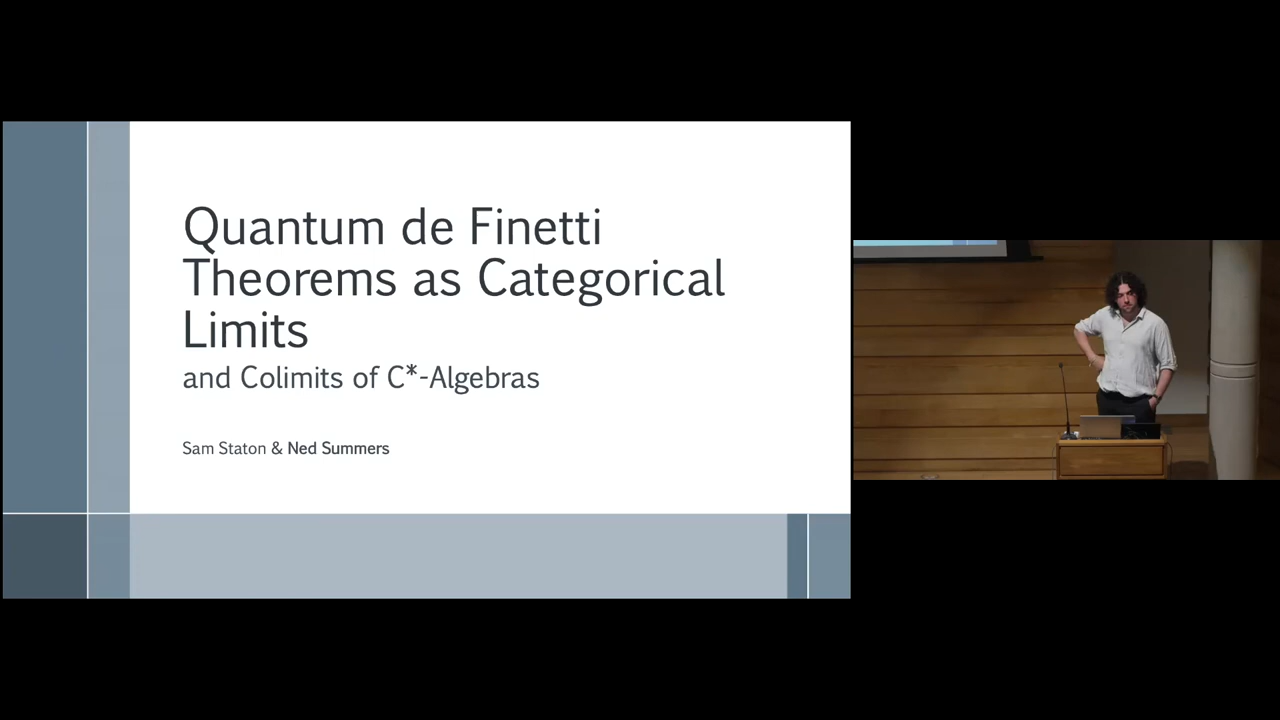 Quantum de Finetti
Theorems as Categorical
Limits
and Colimits of C*-Algebras
Sam Staton & Ned Summers